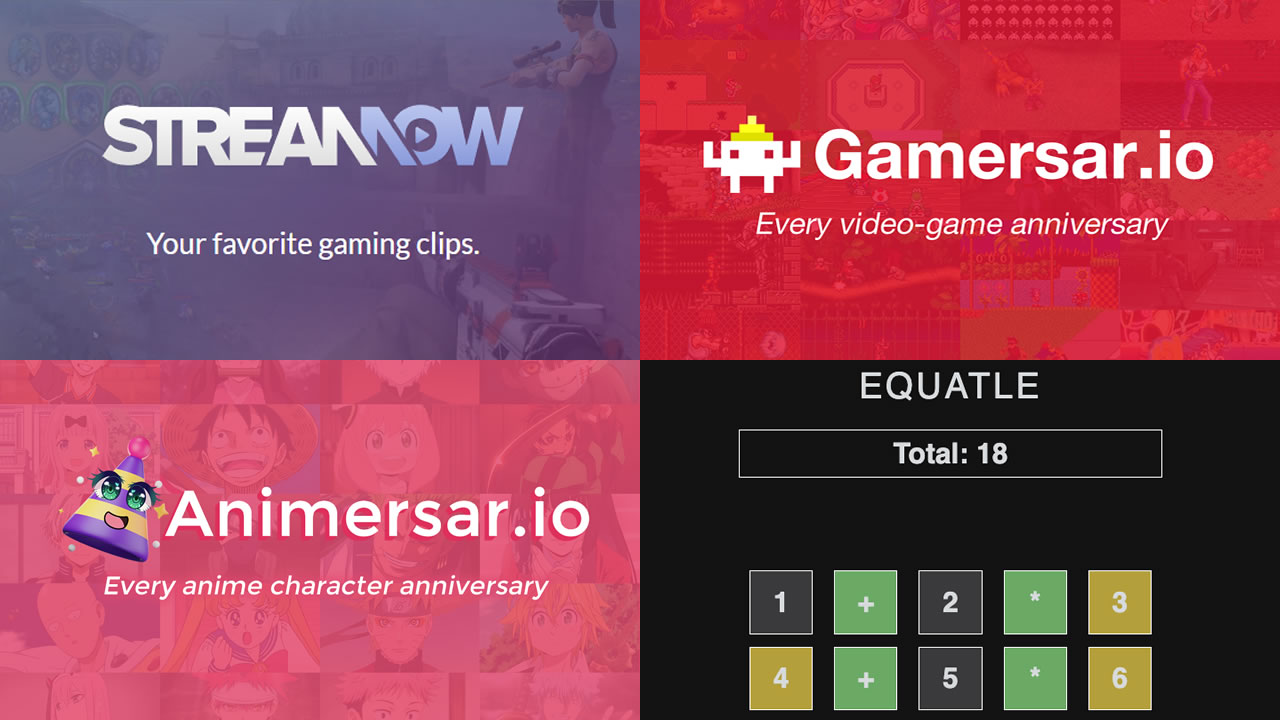 STREAMNOW
Your favorite gaming clips.
Gamersar.io
Every video-game anniversary
Animersar.io
Every anime character anniversary
EQUATLE
Total: 18
1 + 2 * 3
4 + 5 * 6